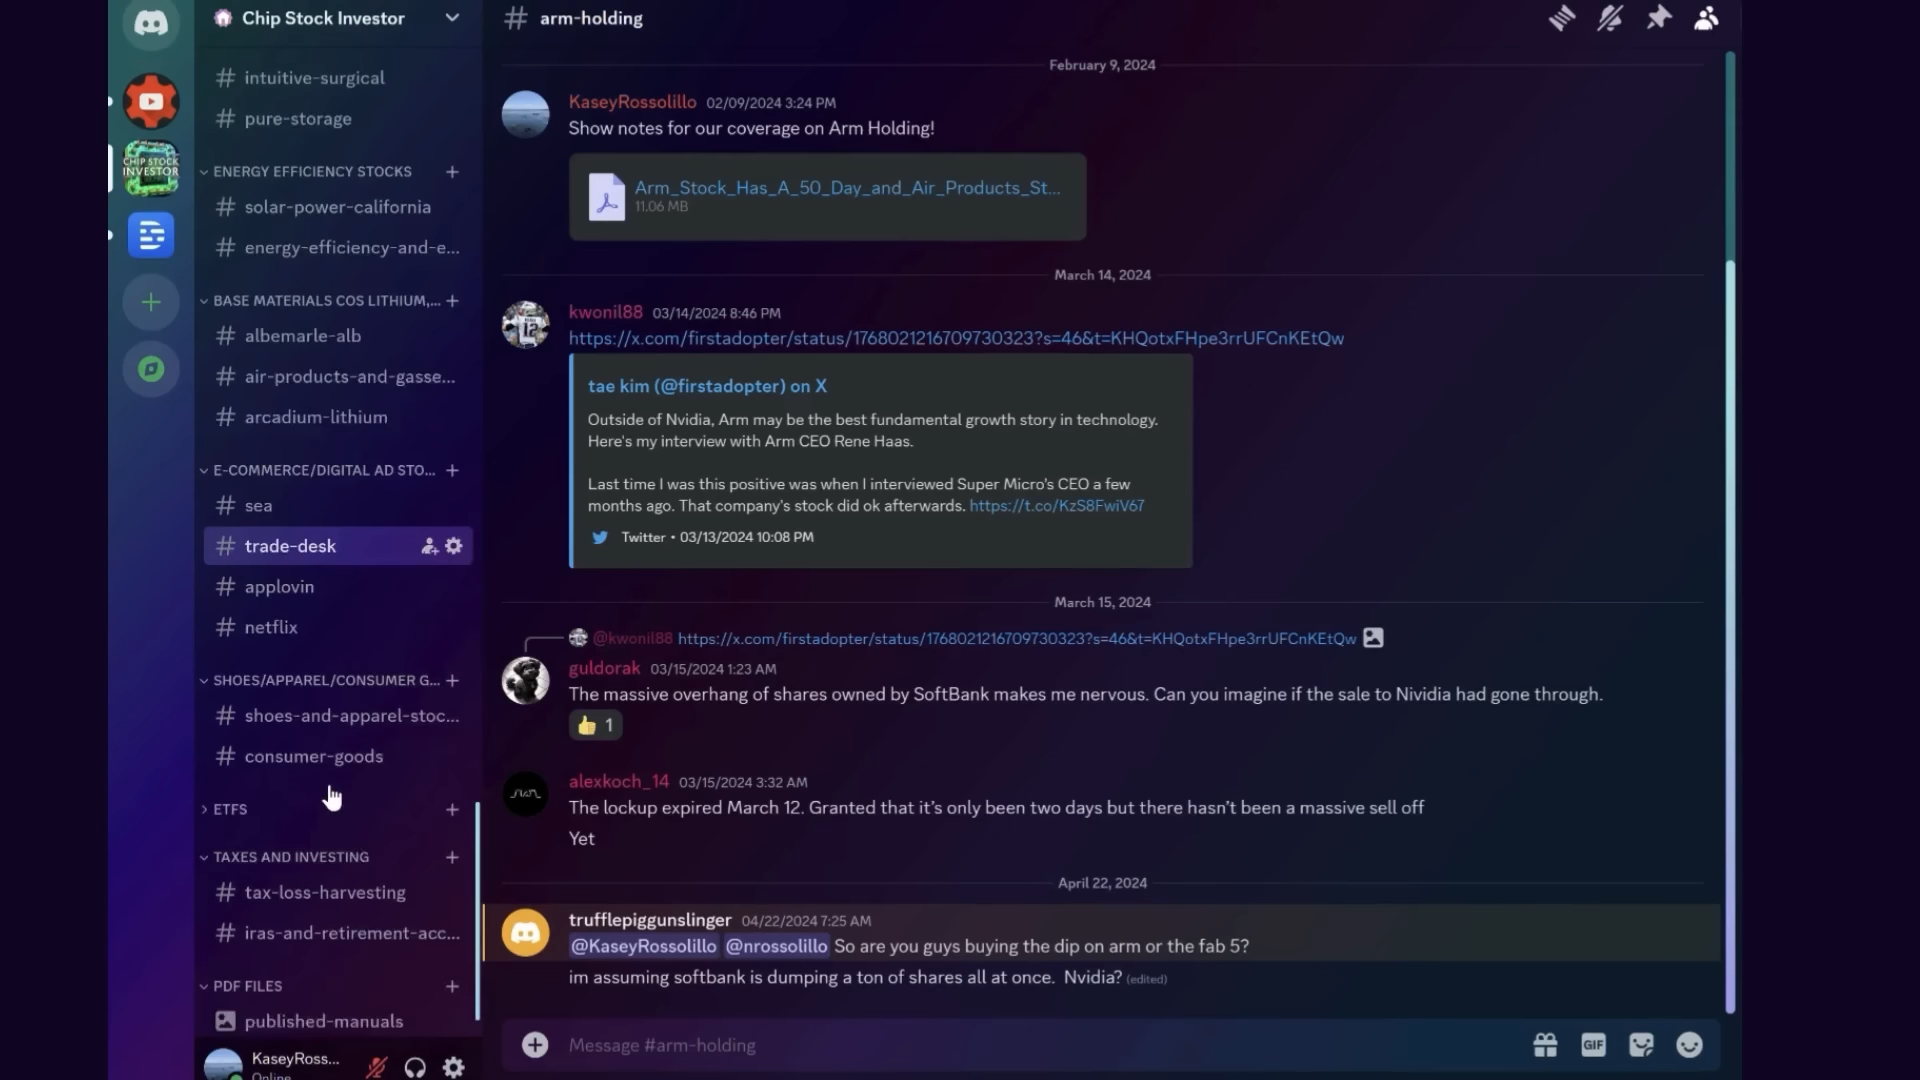 Chip Stock Investor
intuitive-surgical
pure-storage
ENERGY EFFICIENCY STOCKS
solar-power-california
energy-efficiency-and-e...
BASE MATERIALS COS LITHIUM,...
albemarle-alb
air-products-and-gasse...
arcadium-lithium
E-COMMERCE/DIGITAL AD STO...
sea
trade-desk
applovin
netflix
SHOES/APPAREL/CONSUMER G...
shoes-and-apparel-stoc...
consumer-goods
ETFS
TAXES AND INVESTING
tax-loss-harvesting
iras-and-retirement-acc...
PDF FILES
published-manuals
KaseyRoss...
Online
CHIP STOCK
INVESTOR
# arm-holding
February 9, 2024
KaseyRossolillo 02/09/2024 3:24 PM
Show notes for our coverage on Arm Holding!
Arm_Stock_Has_A_50_Day_and_Air_Products_St...
11.06 MB
March 14, 2024
kwonil88 03/14/2024 8:46 PM
https://x.com/firstadopter/status/1768021216709730323?s=46&t=KHQotxFHpe3rrUFCnKEtQw
tae kim (@firstadopter) on X
Outside of Nvidia, Arm may be the best fundamental growth story in technology.
Here's my interview with Arm CEO Rene Haas.
Last time I was this positive was when I interviewed Super Micro's CEO a few
months ago. That company's stock did ok afterwards. https://t.co/KzS8FwiV67
Twitter • 03/13/2024 10:08 PM
March 15, 2024
@kwonil88 https://x.com/firstadopter/status/1768021216709730323?s=46&t=KHQotxFHpe3rrUFCnKEtQw
guldorak 03/15/2024 1:23 AM
The massive overhang of shares owned by SoftBank makes me nervous. Can you imagine if the sale to Nividia had gone through.
👍 1
alexkoch_14 03/15/2024 3:32 AM
The lockup expired March 12. Granted that it's only been two days but there hasn't been a massive sell off
Yet
April 22, 2024
trufflepiggunslinger 04/22/2024 7:25 AM
@KaseyRossolillo @nrossolillo So are you guys buying the dip on arm or the fab 5?
im assuming softbank is dumping a ton of shares all at once. Nvidia? (edited)
Message #arm-holding
GIF